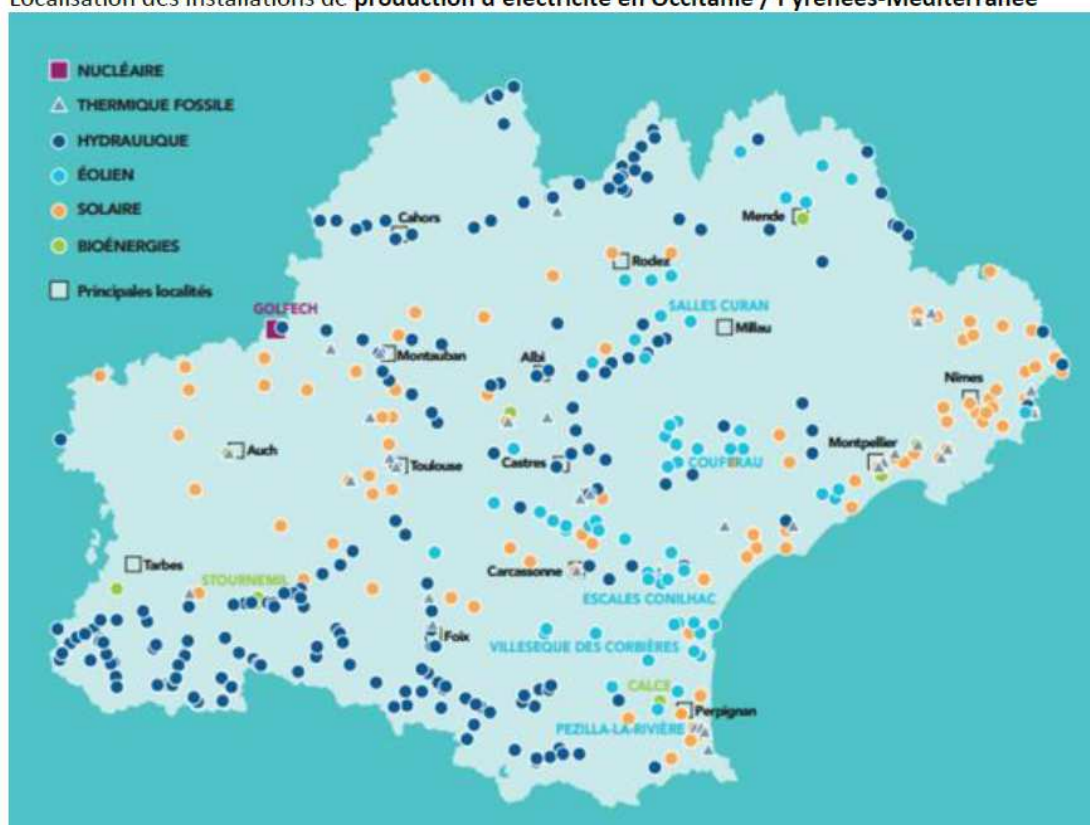 Localisation des installations de production d'électricité en Occitanie / Pyrénées-Méditerranée
NUCLÉAIRE
THERMIQUE FOSSILE
HYDRAULIQUE
ÉOLIEN
SOLAIRE
BIOÉNERGIES
Principales localités
Cahors
Mende
Rodez
GOLFECH
SALLES CURAN
Millau
Montauban
Albi
Nîmes
Auch
Toulouse
Castres
COUFFRAU
Montpellier
Tarbes
STOURNEMIL
Carcassonne
ESCALES CONILHAC
Foix
VILLESEQUE DES CORBIÈRES
CALCE
Perpignan
PEZILLA-LA-RIVIÈRE